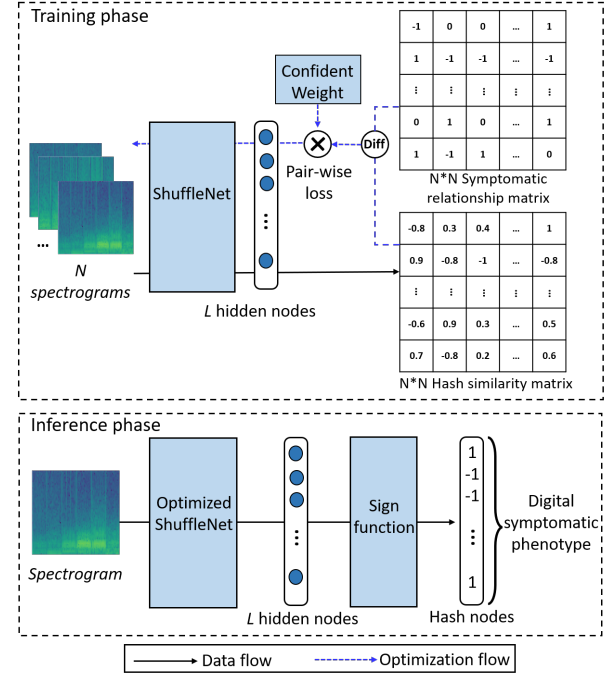 Training phase
-1 0 0 ... 1
1 -1 -1 ... -1
⋮ ⋮ ⋮ ⋮ ⋮
0 1 0 ... 1
1 -1 1 ... 0
N*N Symptomatic
relationship matrix
Confident
Weight
Diff
Pair-wise
loss
ShuffleNet
...
⋮
N
spectrograms
L hidden nodes
-0.8 0.3 0.4 ... 1
0.9 -0.8 -1 ... -0.8
⋮ ⋮ ⋮ ⋮ ⋮
-0.6 0.9 0.3 ... 0.5
0.7 -0.8 0.2 ... 0.6
N*N Hash similarity matrix
Inference phase
Spectrogram
Optimized
ShuffleNet
⋮
L hidden nodes
Sign
function
1
-1
-1
⋮
1
Hash nodes
Digital
symptomatic
phenotype
Data flow
Optimization flow